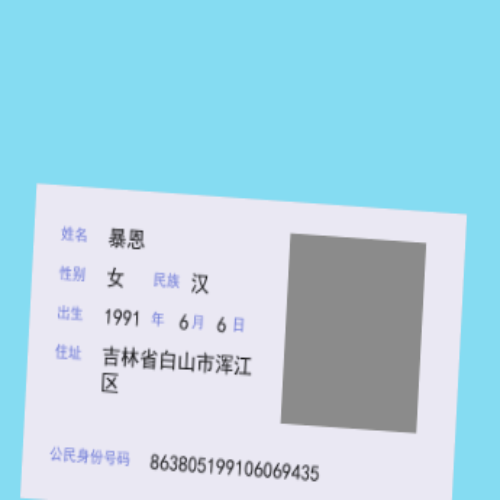 姓名 暴恩
性别 女 民族 汉
出生 1991 年 6 月 6 日
住址 吉林省白山市浑江
区
公民身份号码 863805199106069435